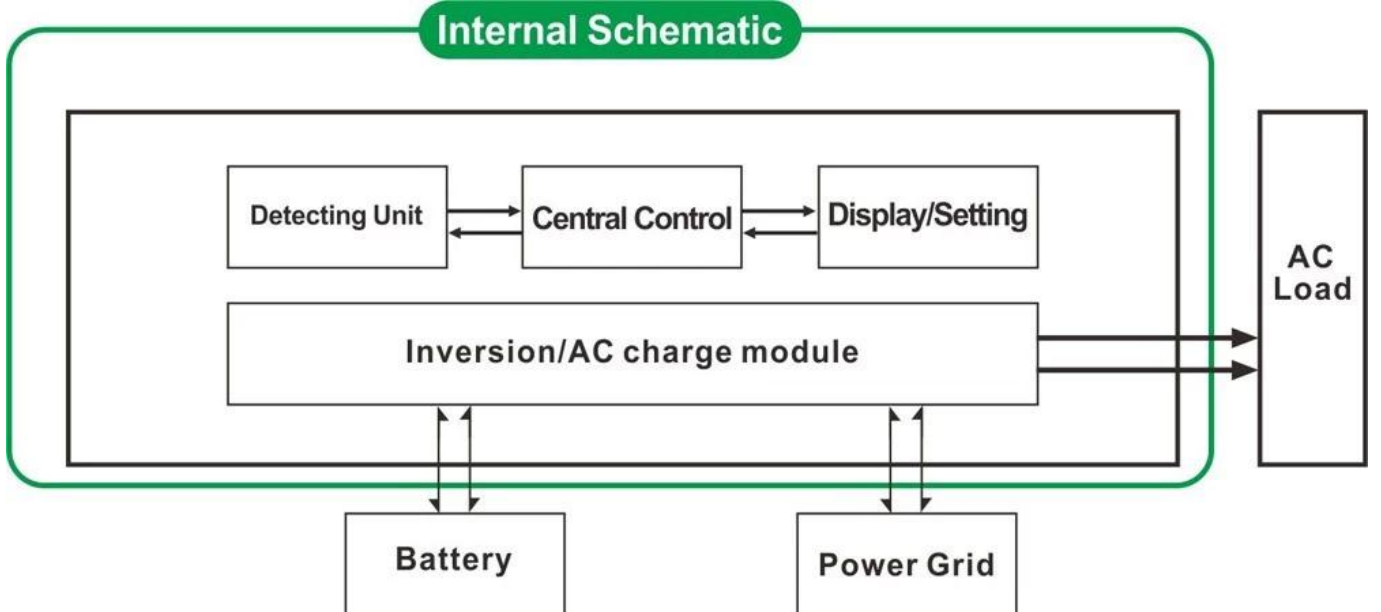 Internal Schematic
Detecting Unit
Central Control
Display/Setting
AC
Load
Inversion/AC charge module
Battery
Power Grid